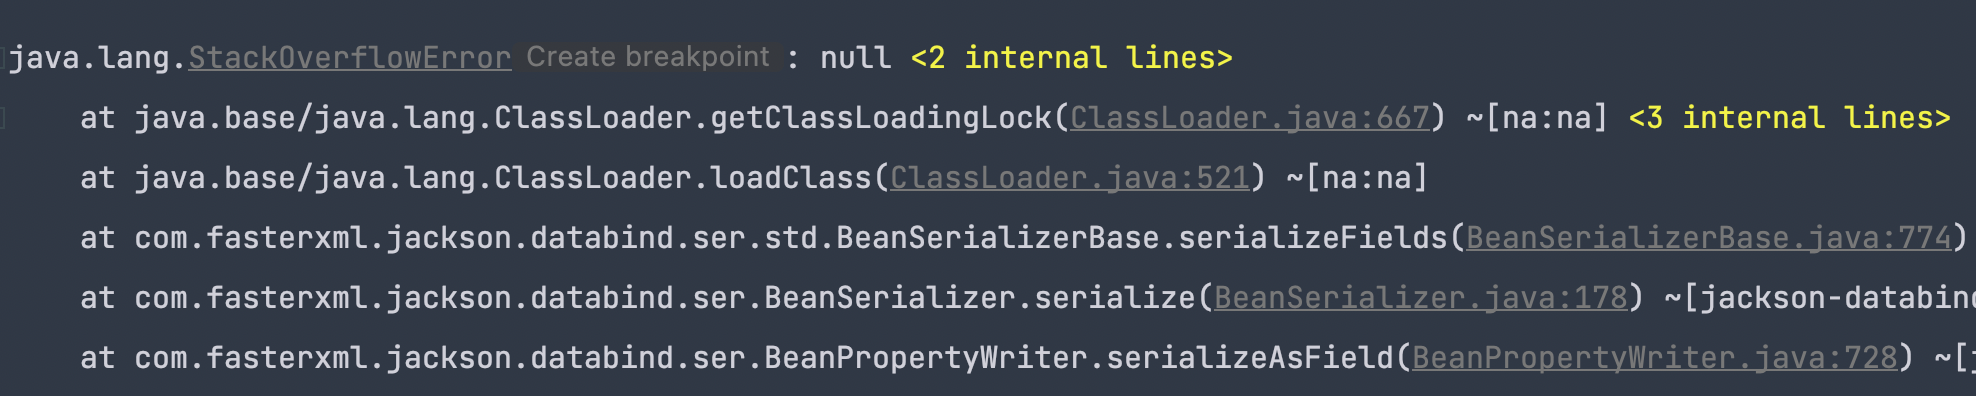 java.lang.StackOverflowError Create breakpoint : null <2 internal lines>
at java.base/java.lang.ClassLoader.getClassLoadingLock(ClassLoader.java:667) ~[na:na] <3 internal lines>
at java.base/java.lang.ClassLoader.loadClass(ClassLoader.java:521) ~[na:na]
at com.fasterxml.jackson.databind.ser.std.BeanSerializerBase.serializeFields(BeanSerializerBase.java:774)
at com.fasterxml.jackson.databind.ser.BeanSerializer.serialize(BeanSerializer.java:178) ~[jackson-databind
at com.fasterxml.jackson.databind.ser.BeanPropertyWriter.serializeAsField(BeanPropertyWriter.java:728) ~[j